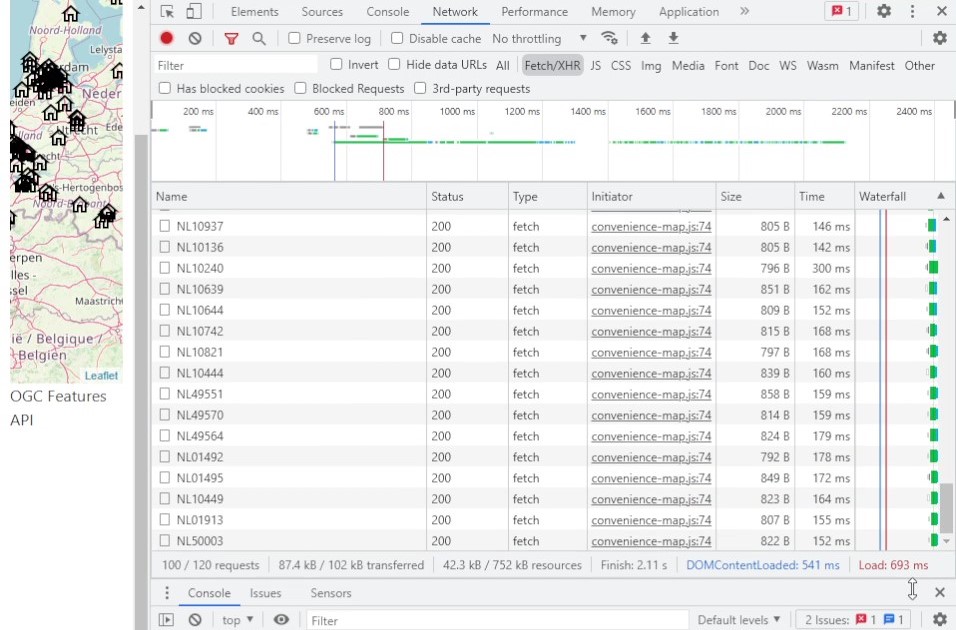 Noord-Holland
Lelysta
erdam
Neder
eiden
olland
Utrecht
Ede
echt
's-Hertogenbos
Noord-Brabant
erpen
lles -
ssel
Maastrich
ië / Belgique /
Belgien
Leaflet
OGC Features
API
Elements Sources Console Network Performance Memory Application » 1
Preserve log Disable cache No throttling
Filter Invert Hide data URLs All Fetch/XHR JS CSS Img Media Font Doc WS Wasm Manifest Other
Has blocked cookies Blocked Requests 3rd-party requests
200 ms 400 ms 600 ms 800 ms 1000 ms 1200 ms 1400 ms 1600 ms 1800 ms 2000 ms 2200 ms 2400 ms
Name Status Type Initiator Size Time Waterfall
NL10937 200 fetch convenience-map.js:74 805 B 146 ms
NL10136 200 fetch convenience-map.js:74 805 B 142 ms
NL10240 200 fetch convenience-map.js:74 796 B 300 ms
NL10639 200 fetch convenience-map.js:74 851 B 162 ms
NL10644 200 fetch convenience-map.js:74 809 B 152 ms
NL10742 200 fetch convenience-map.js:74 815 B 168 ms
NL10821 200 fetch convenience-map.js:74 797 B 168 ms
NL10444 200 fetch convenience-map.js:74 839 B 160 ms
NL49551 200 fetch convenience-map.js:74 858 B 159 ms
NL49570 200 fetch convenience-map.js:74 814 B 159 ms
NL49564 200 fetch convenience-map.js:74 824 B 179 ms
NL01492 200 fetch convenience-map.js:74 792 B 178 ms
NL01495 200 fetch convenience-map.js:74 849 B 172 ms
NL10449 200 fetch convenience-map.js:74 823 B 164 ms
NL01913 200 fetch convenience-map.js:74 807 B 155 ms
NL50003 200 fetch convenience-map.js:74 822 B 152 ms
100 / 120 requests 87.4 kB / 102 kB transferred 42.3 kB / 752 kB resources Finish: 2.11 s DOMContentLoaded: 541 ms Load: 693 ms
Console Issues Sensors
top Filter Default levels 2 Issues: 1 1